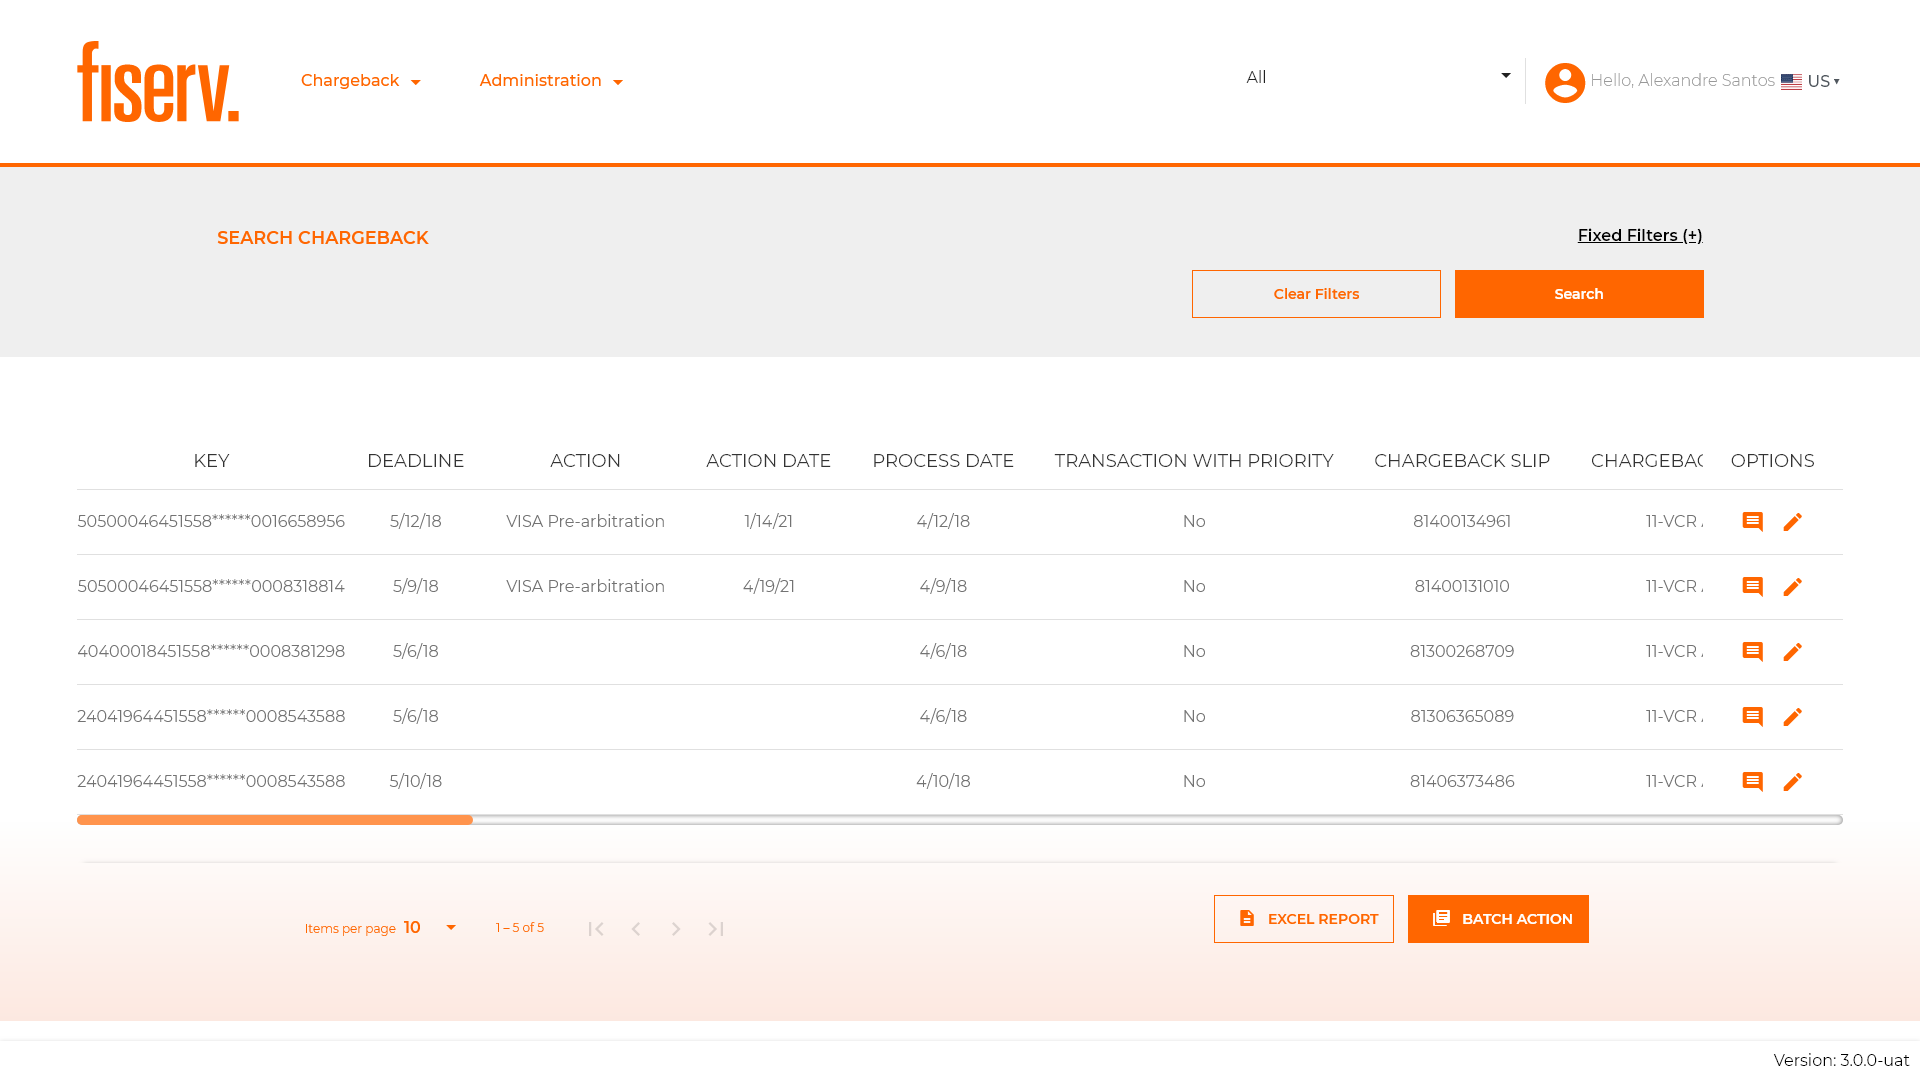 fiserv.
Chargeback
Administration
All
Hello, Alexandre Santos
US
SEARCH CHARGEBACK
Fixed Filters (+)
Clear Filters
Search
KEY DEADLINE ACTION ACTION DATE PROCESS DATE TRANSACTION WITH PRIORITY CHARGEBACK SLIP CHARGEBAC OPTIONS
50500046451558******0016658956 5/12/18 VISA Pre-arbitration 1/14/21 4/12/18 No 81400134961 11-VCR
50500046451558******0008318814 5/9/18 VISA Pre-arbitration 4/19/21 4/9/18 No 81400131010 11-VCR
40400018451558******0008381298 5/6/18 4/6/18 No 81300268709 11-VCR
24041964451558******0008543588 5/6/18 4/6/18 No 81306365089 11-VCR
24041964451558******0008543588 5/10/18 4/10/18 No 81406373486 11-VCR
Items per page 10 1 – 5 of 5
EXCEL REPORT
BATCH ACTION
Version: 3.0.0-uat